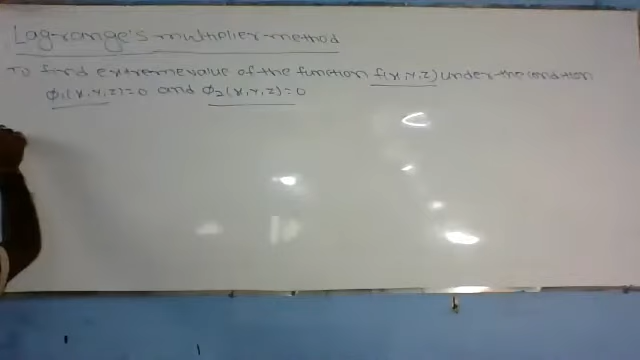 Lagrange's multiplier method
To find extreme value of the function f(x,y,z) under the condition
ϕ₁(x,y,z)=0 and ϕ₂(x,y,z)=0